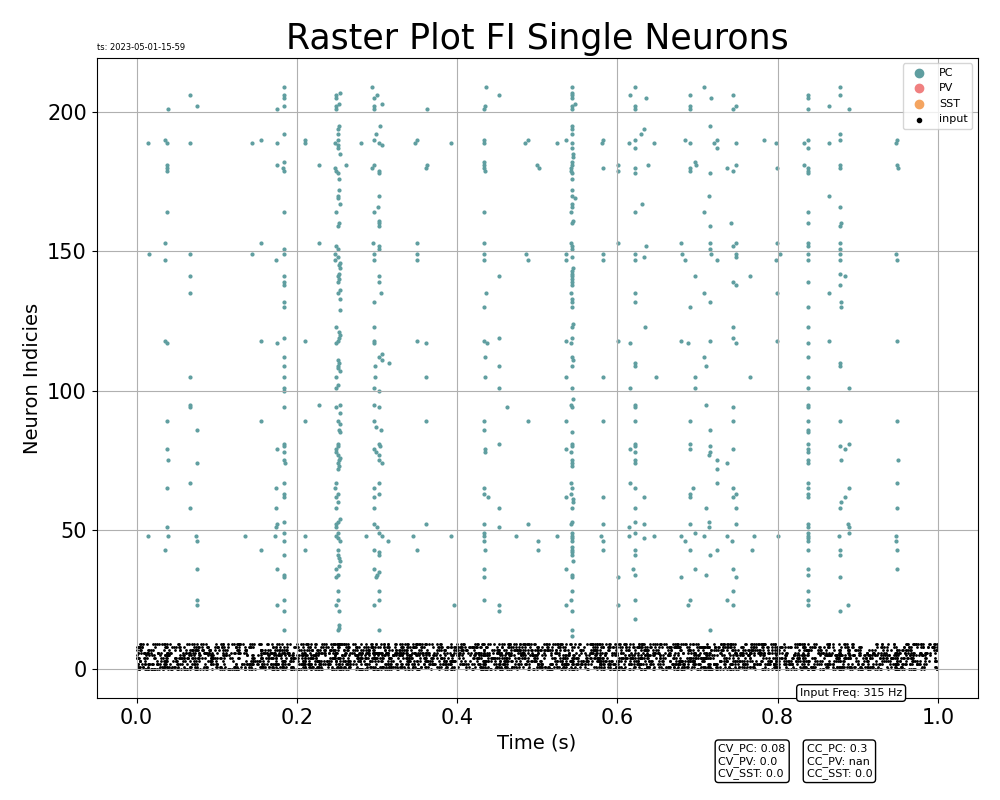 Raster Plot FI Single Neurons
ts: 2023-05-01-15-59
PC
PV
SST
input
200
150
100
50
0
Neuron Indicies
Input Freq: 315 Hz
0.0 0.2 0.4 0.6 0.8 1.0
Time (s)
CV_PC: 0.08
CV_PV: 0.0
CV_SST: 0.0
CC_PC: 0.3
CC_PV: nan
CC_SST: 0.0